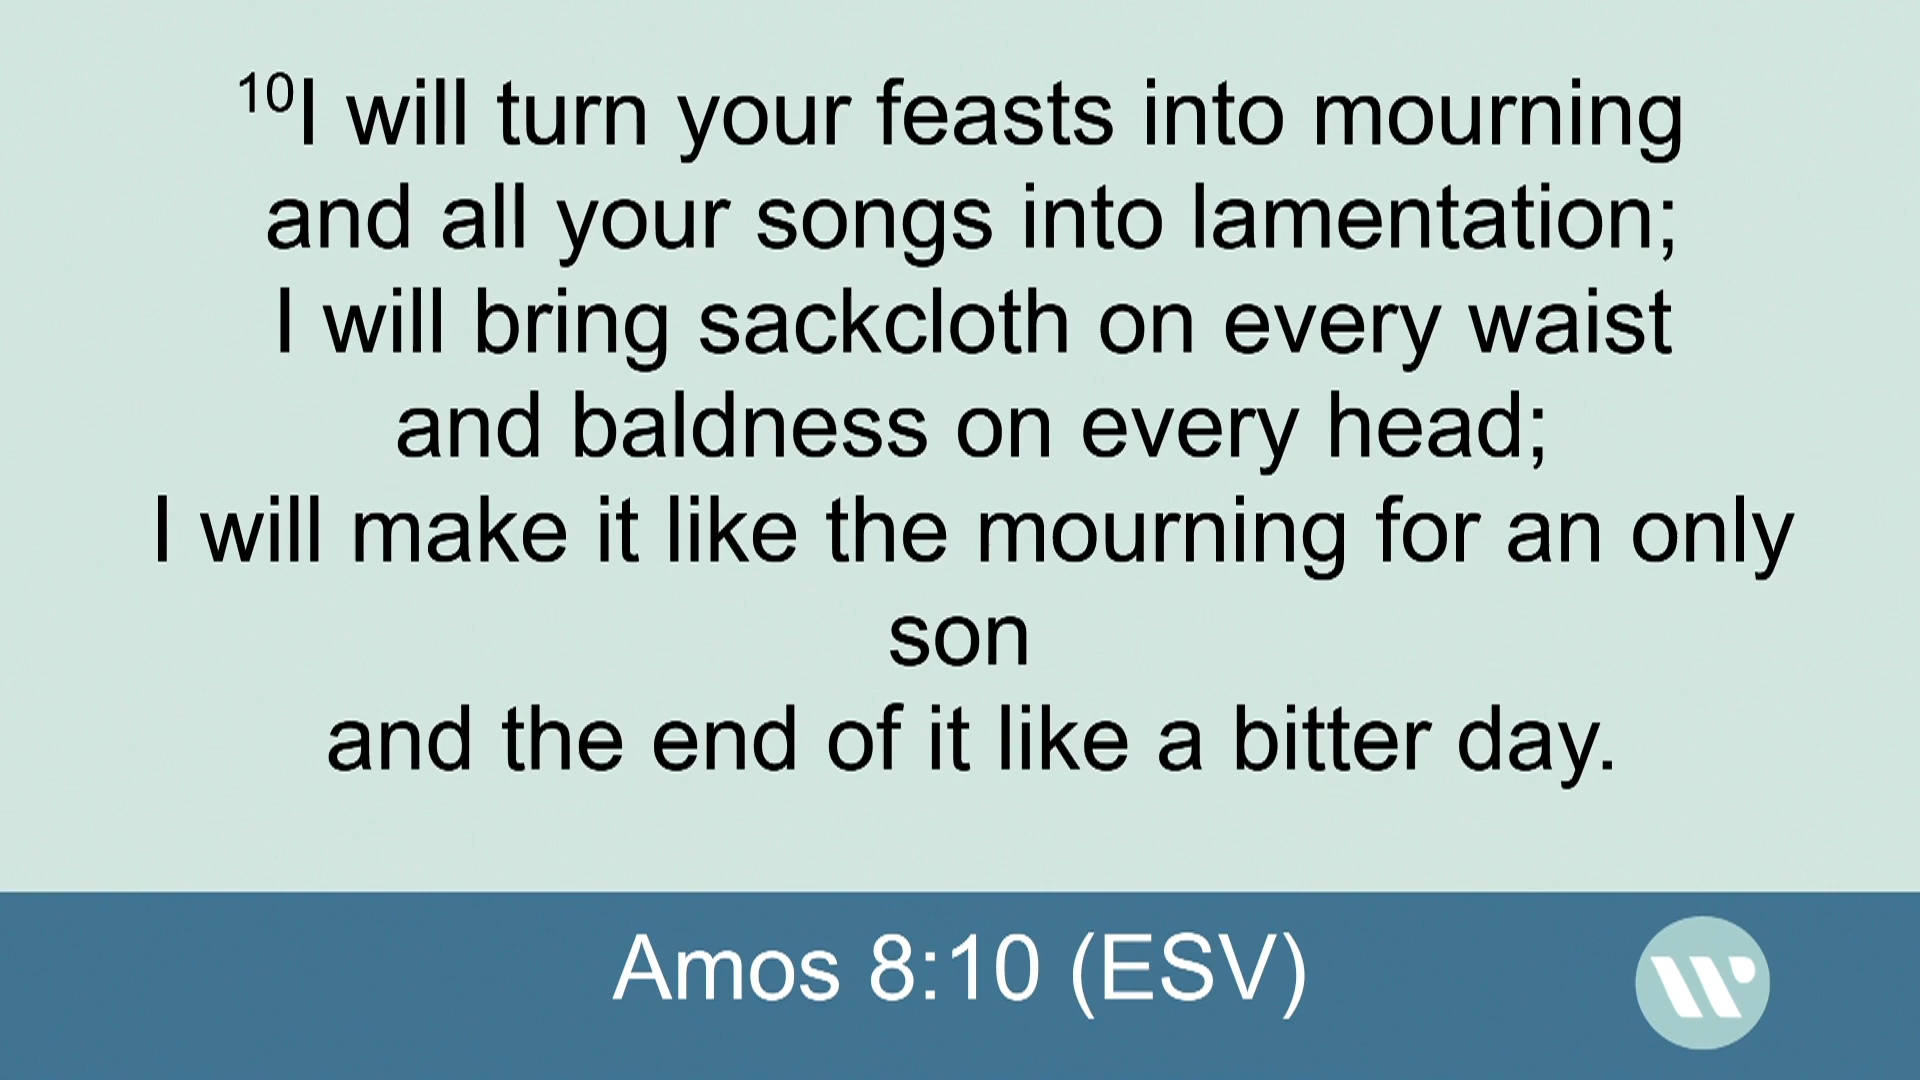 ¹⁰I will turn your feasts into mourning
and all your songs into lamentation;
I will bring sackcloth on every waist
and baldness on every head;
I will make it like the mourning for an only
son
and the end of it like a bitter day.
Amos 8:10 (ESV)
WP